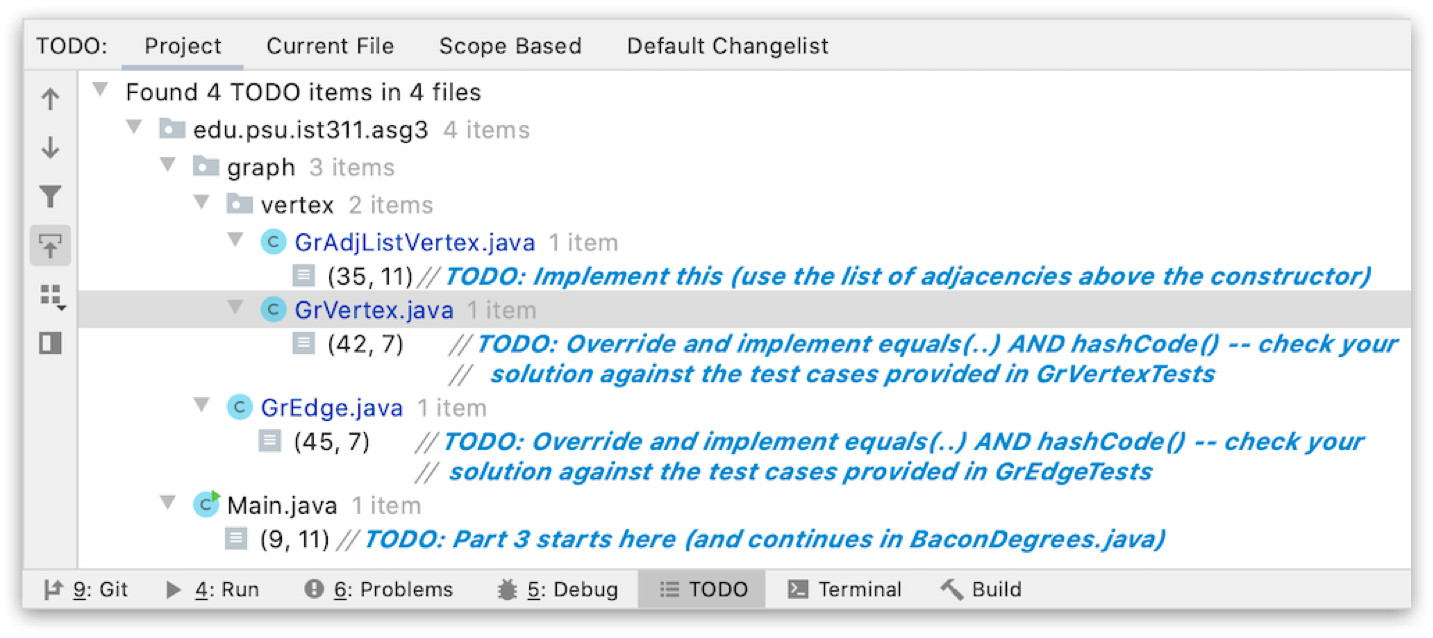 TODO: Project Current File Scope Based Default Changelist
Found 4 TODO items in 4 files
edu.psu.ist311.asg3 4 items
graph 3 items
vertex 2 items
GrAdjListVertex.java 1 item
(35, 11) // TODO: Implement this (use the list of adjacencies above the constructor)
GrVertex.java 1 item
(42, 7) // TODO: Override and implement equals(..) AND hashCode() -- check your
// solution against the test cases provided in GrVertexTests
GrEdge.java 1 item
(45, 7) // TODO: Override and implement equals(..) AND hashCode() -- check your
// solution against the test cases provided in GrEdgeTests
Main.java 1 item
(9, 11) // TODO: Part 3 starts here (and continues in BaconDegrees.java)
9: Git 4: Run 6: Problems 5: Debug TODO Terminal Build